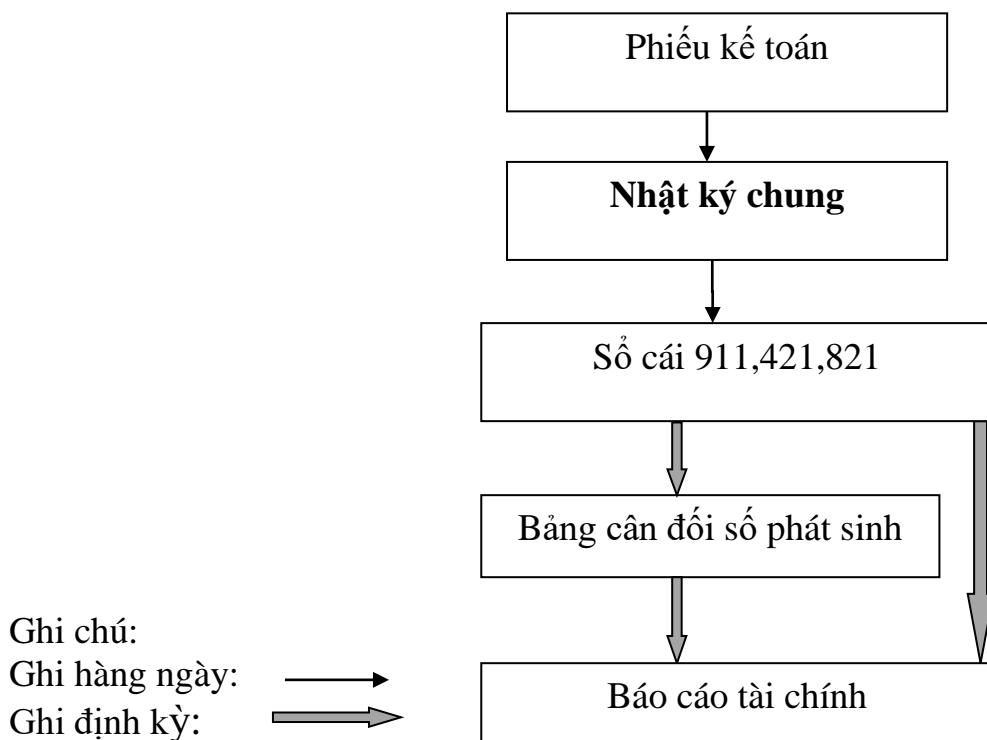 Phiếu kế toán
Nhật ký chung
Sổ cái 911,421,821
Bảng cân đối số phát sinh
Báo cáo tài chính
Ghi chú:
Ghi hàng ngày:
Ghi định kỳ: